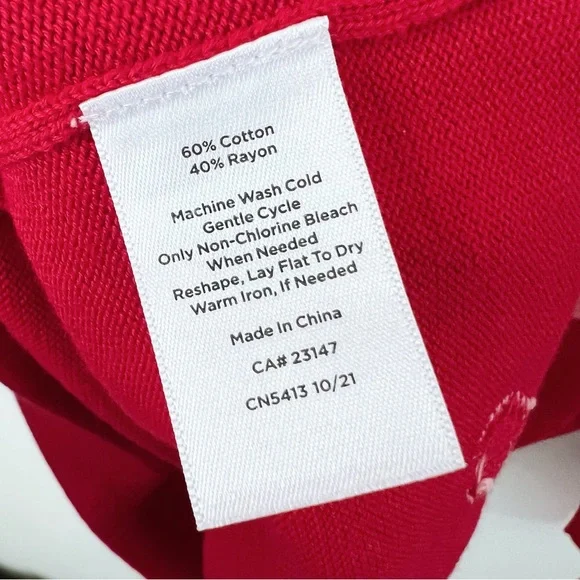 60% Cotton
40% Rayon
Machine Wash Cold
Gentle Cycle
Only Non-Chlorine Bleach
When Needed
Reshape, Lay Flat To Dry
Warm Iron, If Needed
Made In China
CA# 23147
CN5413 10/21